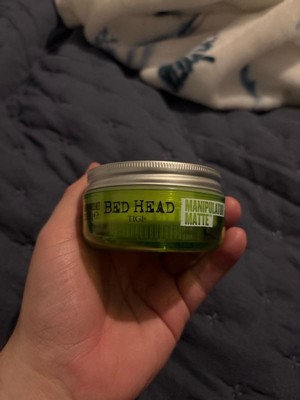 BED HEAD
TIGI
MANIPULATOR
MATTE